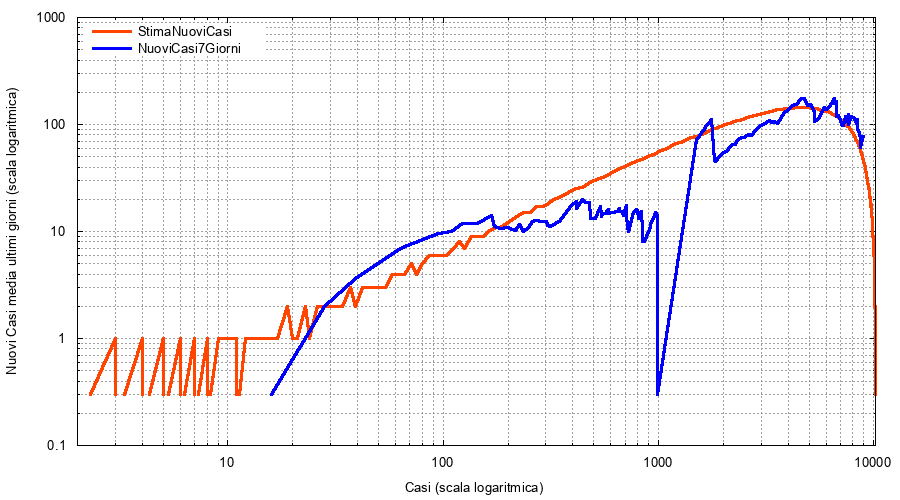 1000
StimaNuoviCasi
NuoviCasi7Giorni
100
10
1
0.1
Nuovi Casi media ultimi giorni (scala logaritmica)
10
100
1000
10000
Casi (scala logaritmica)